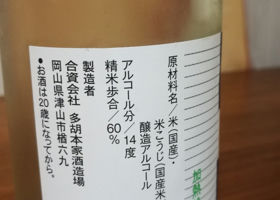 原材料名/米(国産)・
米こうじ(国産米
醸造アルコール
アルコール分/14度
精米歩合/60%
製造者
合資会社 多胡本家酒造場
岡山県津山市楢六九
●お酒は20歳になってから。